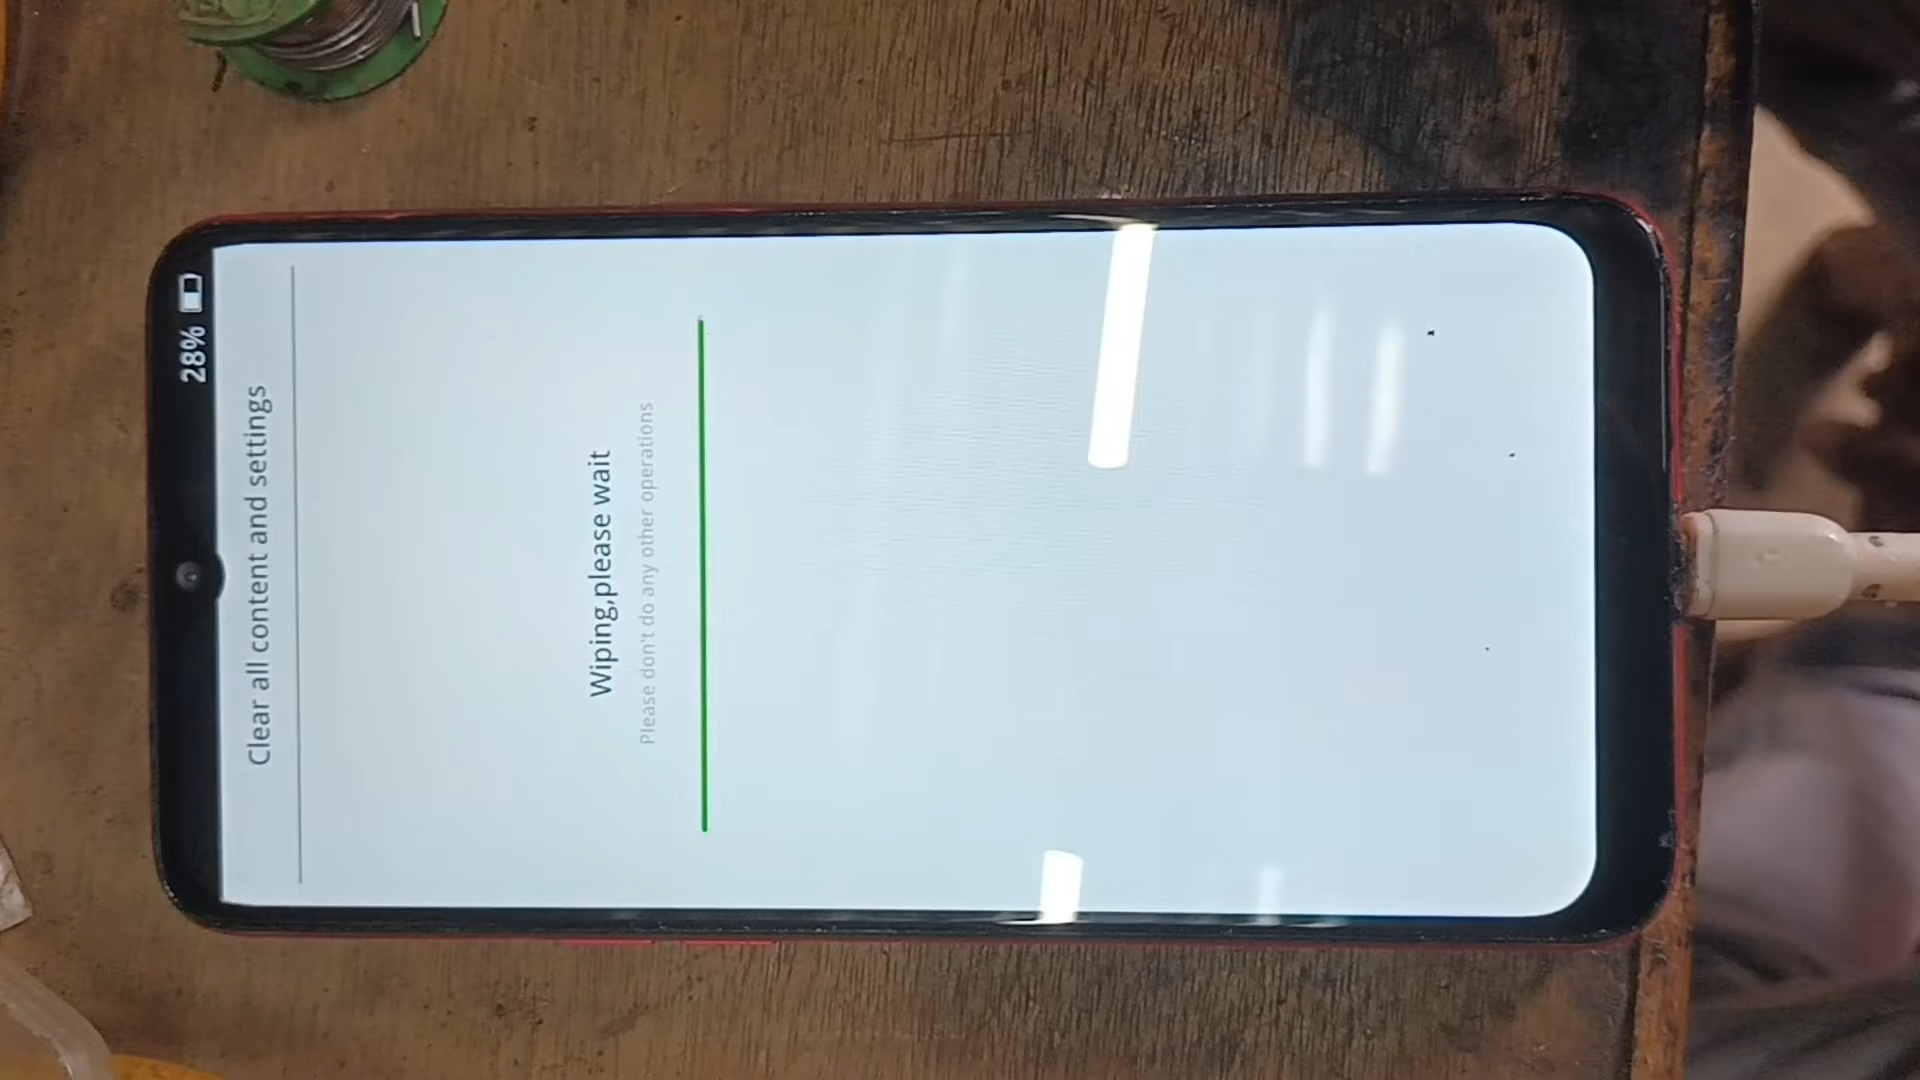 28%
Clear all content and settings
Wiping,please wait
Please don't do any other operations